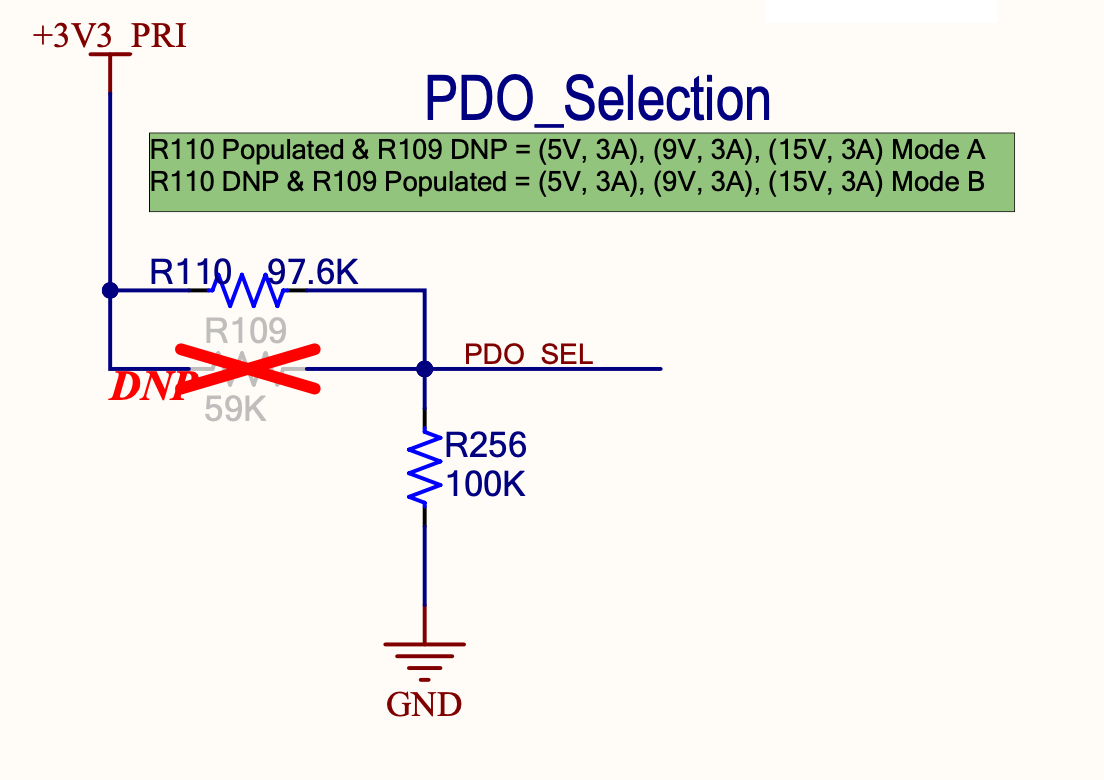 +3V3_PRI
PDO_Selection
R110 Populated & R109 DNP = (5V, 3A), (9V, 3A), (15V, 3A) Mode A
R110 DNP & R109 Populated = (5V, 3A), (9V, 3A), (15V, 3A) Mode B
R110 97.6K
R109
PDO_SEL
DNP
59K
R256
100K
GND